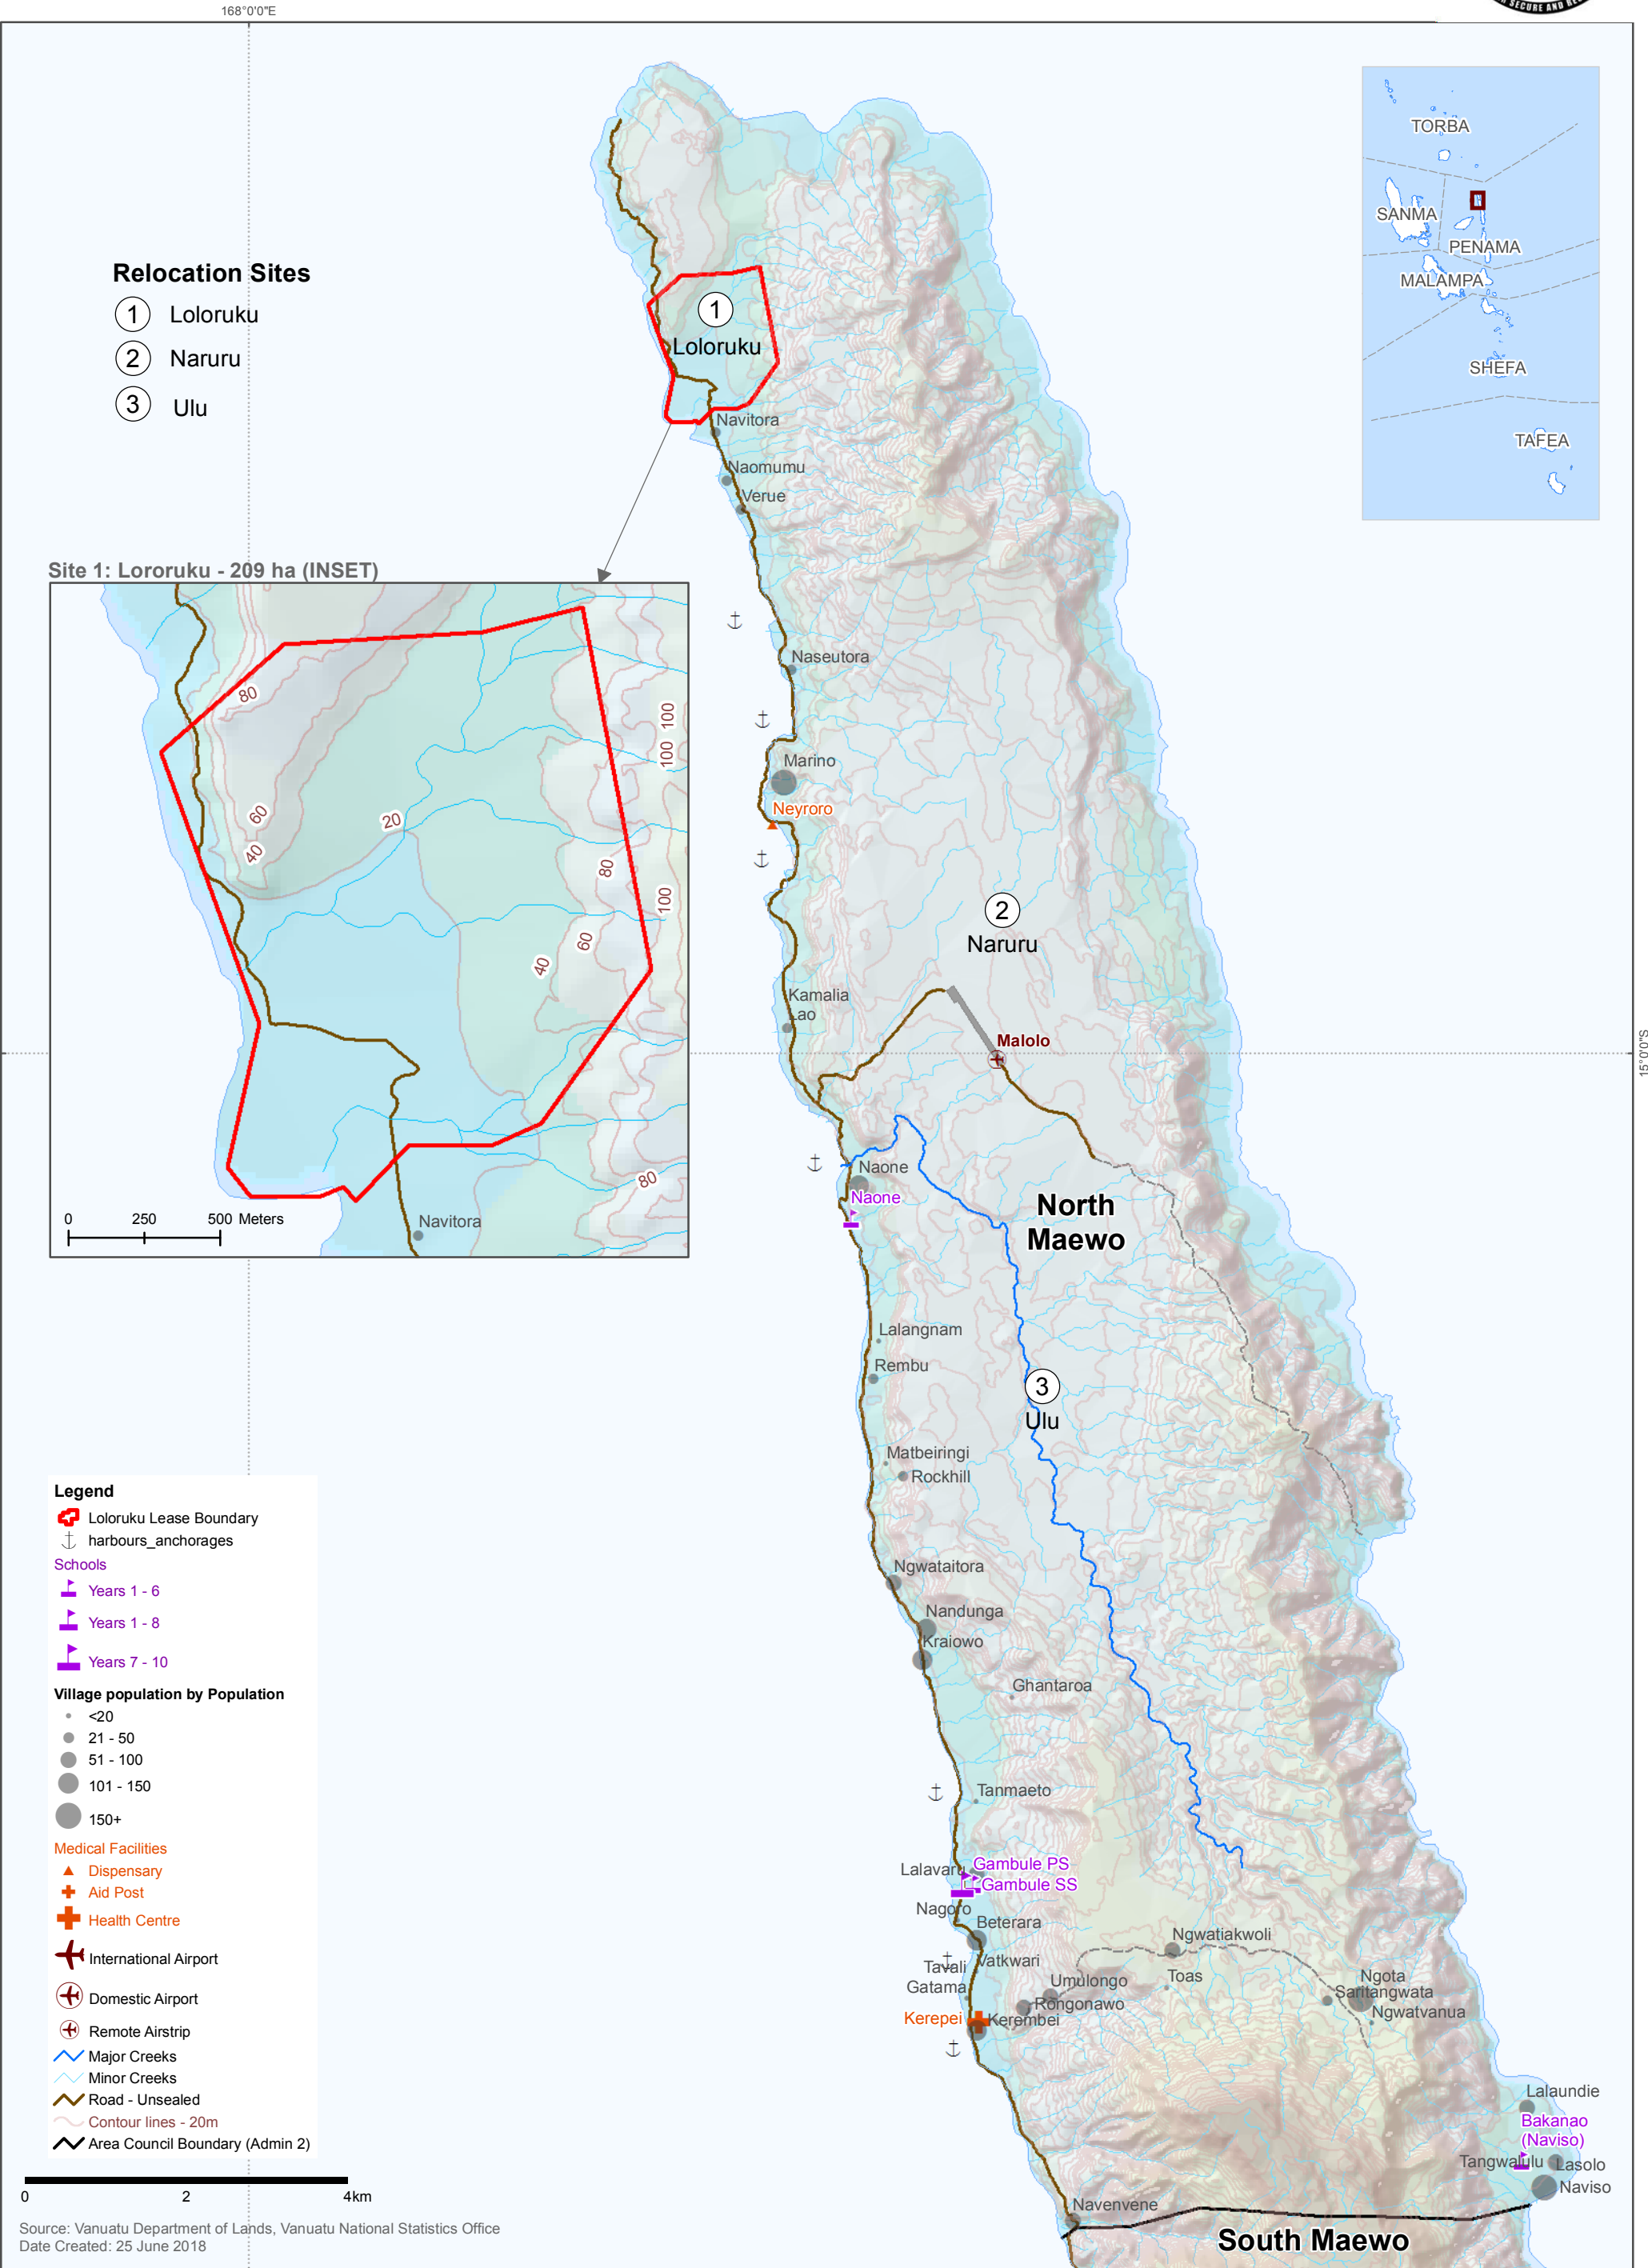 168°0'0"E
SECURE AND
TORBA
SANMA
PENAMA
MALAMPA
SHEFA
TAFEA
Relocation Sites
1 Loloruku
2 Naruru
3 Ulu
1
Loloruku
Navitora
Naomumu
Verue
Site 1: Lororuku - 209 ha (INSET)
80
100
100
60
20
40
80
100
60
40
80
0 250 500 Meters
Navitora
Naseutora
Marino
Neyroro
2
Naruru
Kamalia
Lao
Malolo
15°0'0"S
Naone
Naone
North
Maewo
Lalangnam
Rembu
3
Ulu
Matbeiringi
Rockhill
Ngwataitora
Nandunga
Kraiowo
Ghantaroa
Tanmaeto
Gambule PS
Gambule SS
Nagoro
Beterara
Vatkwari
Tavali
Gatama
Ngwatiakwoli
Toas
Umulongo
Rongonawo
Ngota
Saritangwata
Ngwatvanua
Kerepei
Kerembei
Lalaundie
Bakanao
(Naviso)
Tangwalulu
Lasolo
Naviso
Navenvene
South Maewo
Legend
Loloruku Lease Boundary
harbours_anchorages
Schools
Years 1 - 6
Years 1 - 8
Years 7 - 10
Village population by Population
<20
21 - 50
51 - 100
101 - 150
150+
Medical Facilities
Dispensary
Aid Post
Health Centre
International Airport
Domestic Airport
Remote Airstrip
Major Creeks
Minor Creeks
Road - Unsealed
Contour lines - 20m
Area Council Boundary (Admin 2)
0 2 4km
Source: Vanuatu Department of Lands, Vanuatu National Statistics Office
Date Created: 25 June 2018